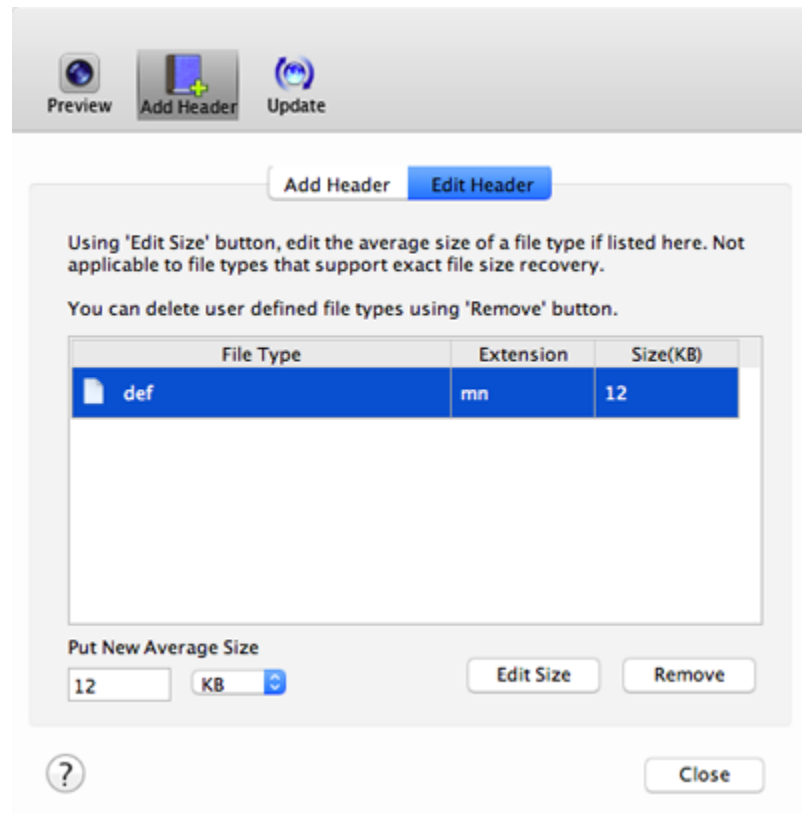 Preview Add Header Update
Add Header Edit Header
Using 'Edit Size' button, edit the average size of a file type if listed here. Not
applicable to file types that support exact file size recovery.
You can delete user defined file types using 'Remove' button.
File Type Extension Size(KB)
def mn 12
Put New Average Size
12 KB Edit Size Remove
? Close